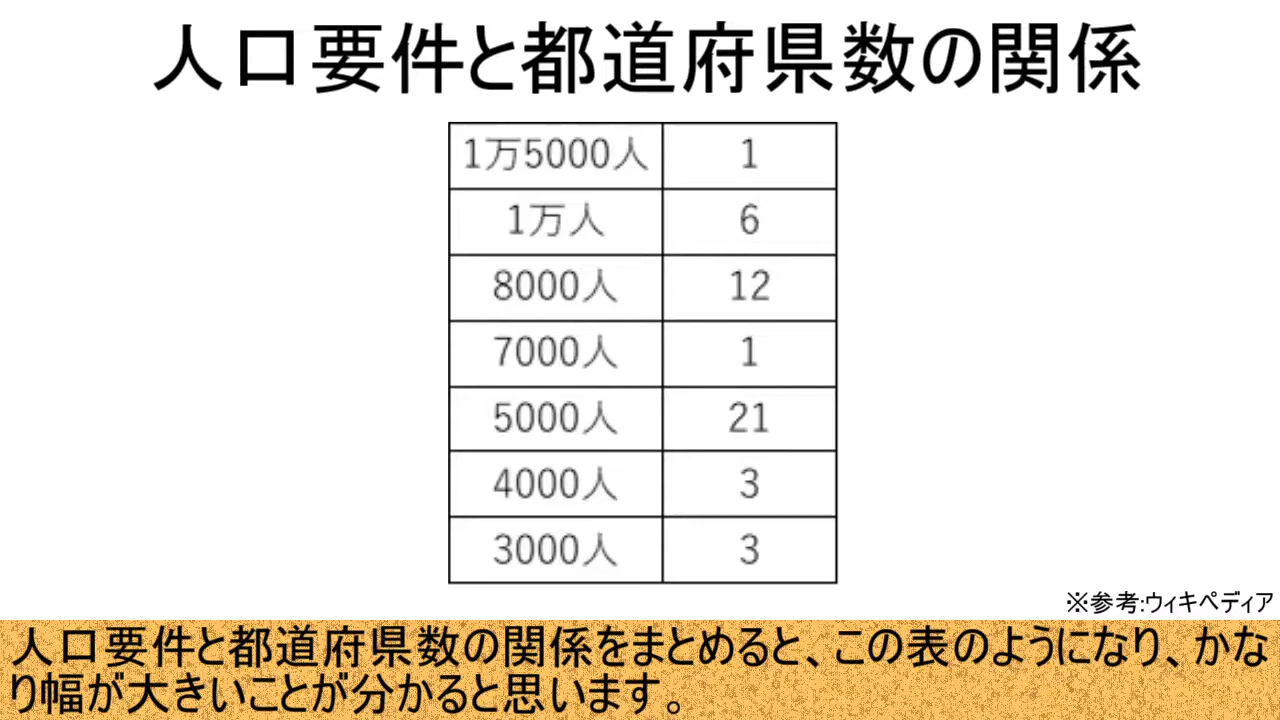 人口要件と都道府県数の関係
1万5000人 1
1万人 6
8000人 12
7000人 1
5000人 21
4000人 3
3000人 3
※参考:ウィキペディア
人口要件と都道府県数の関係をまとめると、この表のようになり、かな
り幅が大きいことが分かると思います。